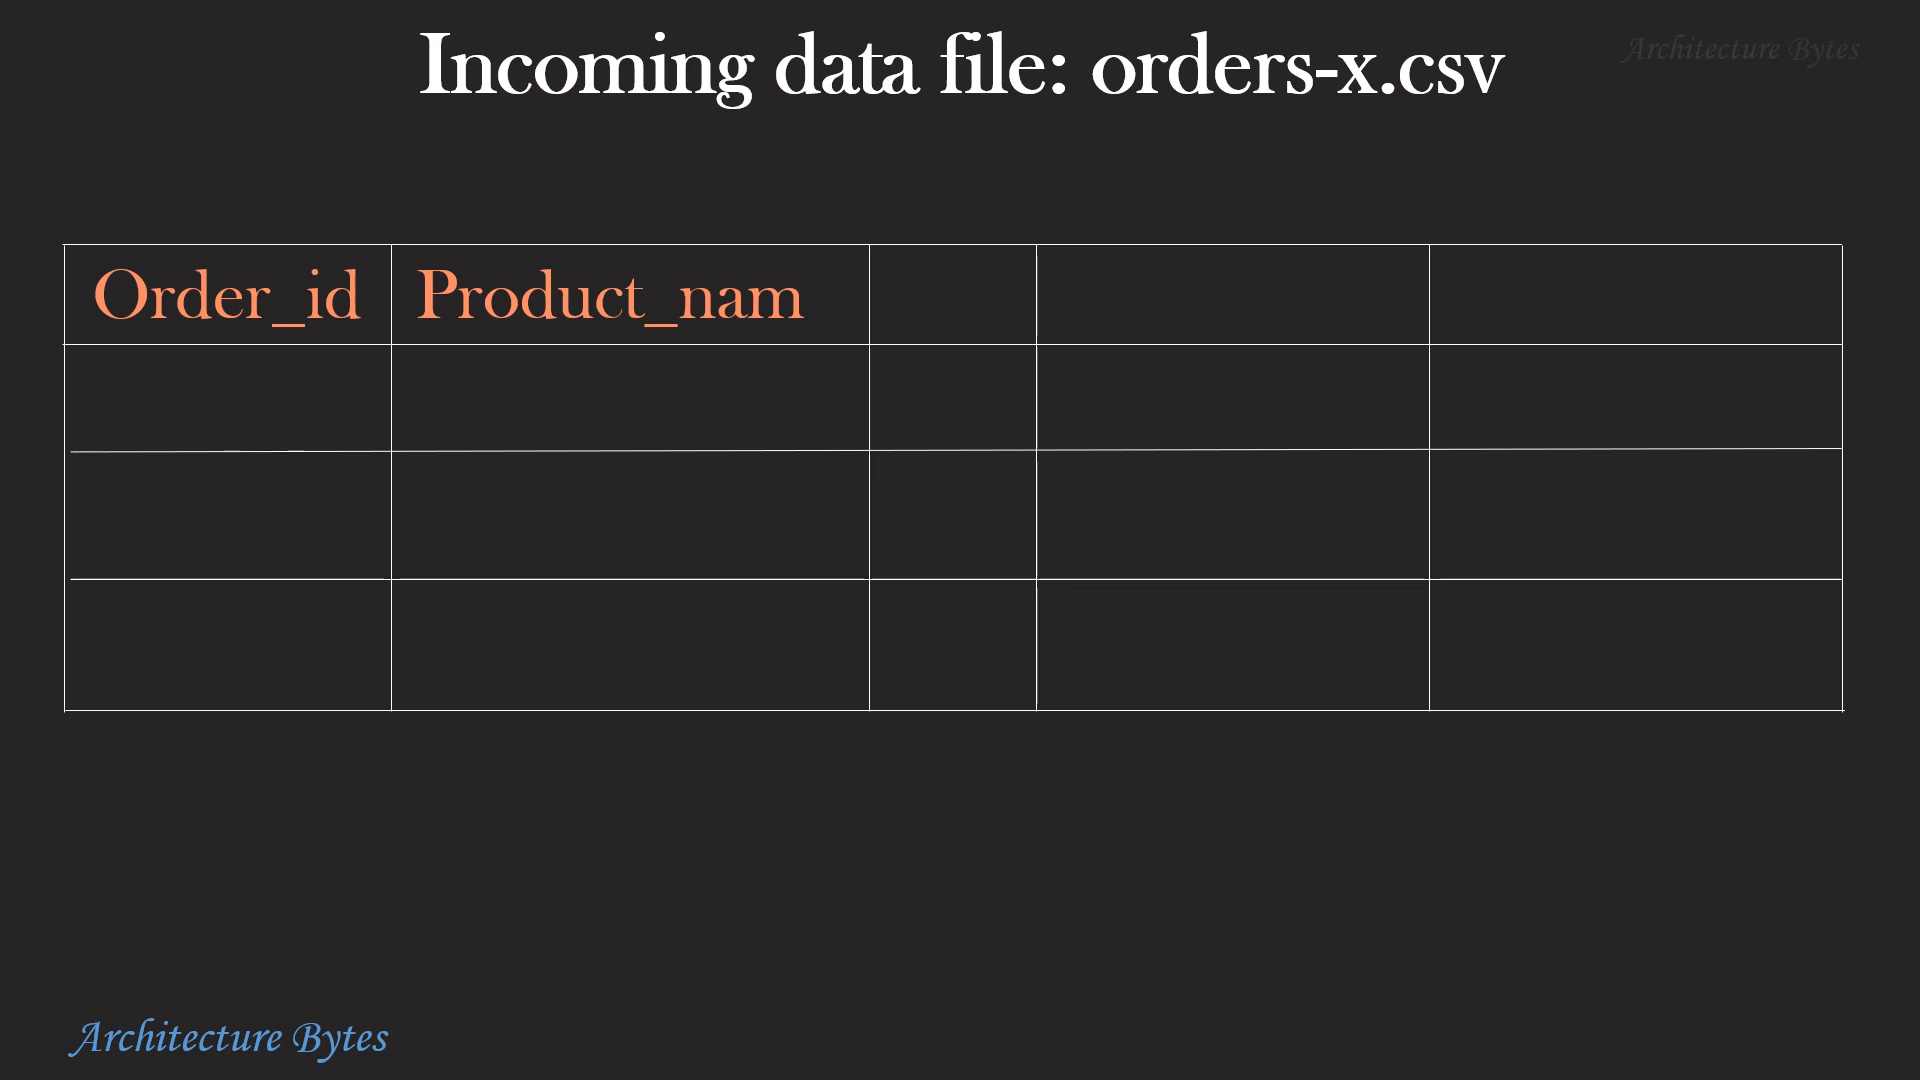 Incoming data file: orders-x.csv
Architecture Bytes
Order_id Product_nam
Architecture Bytes